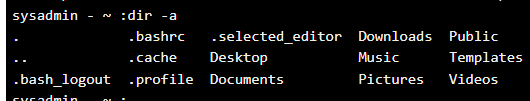 sysadmin - ~ :dir -a
. .bashrc .selected_editor Downloads Public
.. .cache Desktop Music Templates
.bash_logout .profile Documents Pictures Videos
sysadmin - ~ :